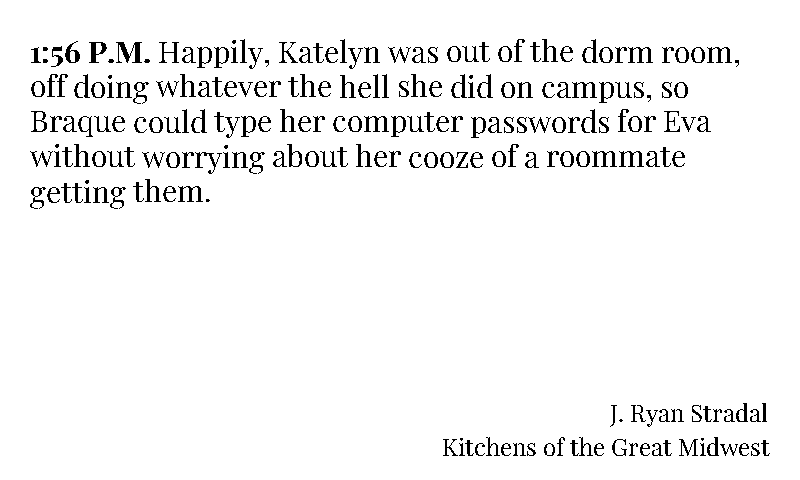 1:56 P.M. Happily, Katelyn was out of the dorm room,
off doing whatever the hell she did on campus, so
Braque could type her computer passwords for Eva
without worrying about her cooze of a roommate
getting them.
J. Ryan Stradal
Kitchens of the Great Midwest